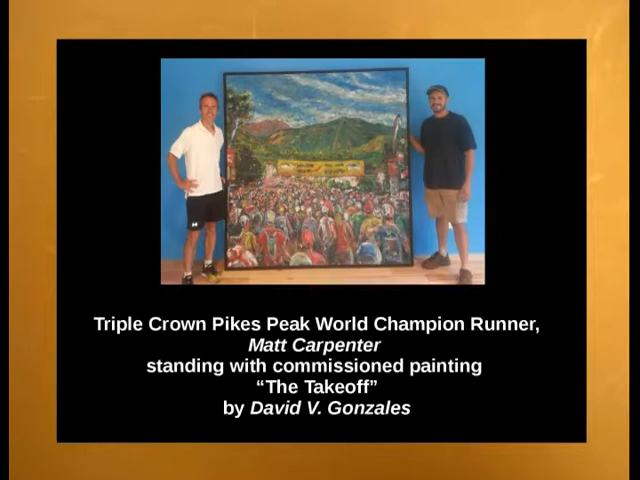 Triple Crown Pikes Peak World Champion Runner,
Matt Carpenter
standing with commissioned painting
“The Takeoff”
by David V. Gonzales